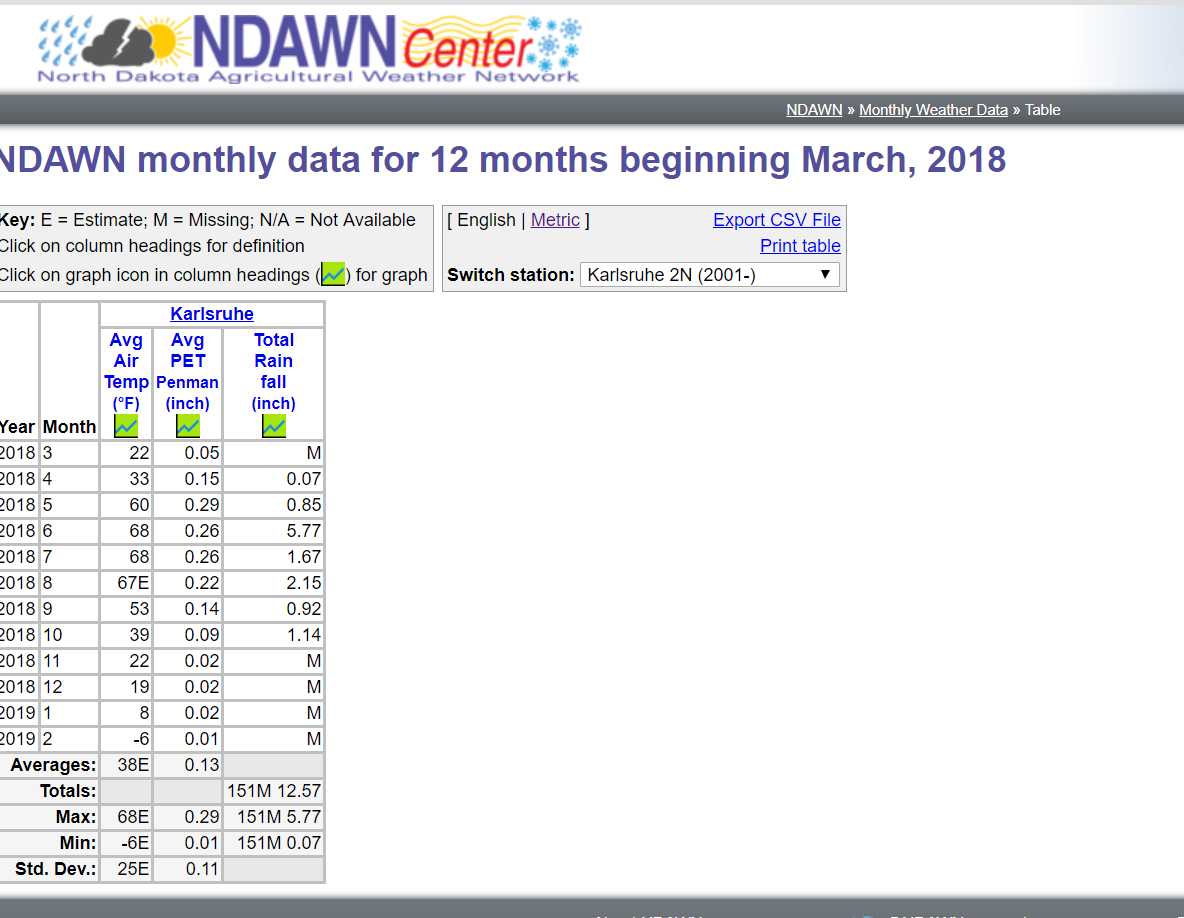 NDAWN Center
North Dakota Agricultural Weather Network
NDAWN » Monthly Weather Data » Table
NDAWN monthly data for 12 months beginning March, 2018
Key: E = Estimate; M = Missing; N/A = Not Available
Click on column headings for definition
Click on graph icon in column headings () for graph
[ English | Metric ] Export CSV File
Print table
Switch station: Karlsruhe 2N (2001-)
Karlsruhe
Year Month Avg Air Temp (°F) Avg PET Penman (inch) Total Rain fall (inch)
2018 3 22 0.05 M
2018 4 33 0.15 0.07
2018 5 60 0.29 0.85
2018 6 68 0.26 5.77
2018 7 68 0.26 1.67
2018 8 67E 0.22 2.15
2018 9 53 0.14 0.92
2018 10 39 0.09 1.14
2018 11 22 0.02 M
2018 12 19 0.02 M
2019 1 8 0.02 M
2019 2 -6 0.01 M
Averages: 38E 0.13
Totals: 151M 12.57
Max: 68E 0.29 151M 5.77
Min: -6E 0.01 151M 0.07
Std. Dev.: 25E 0.11